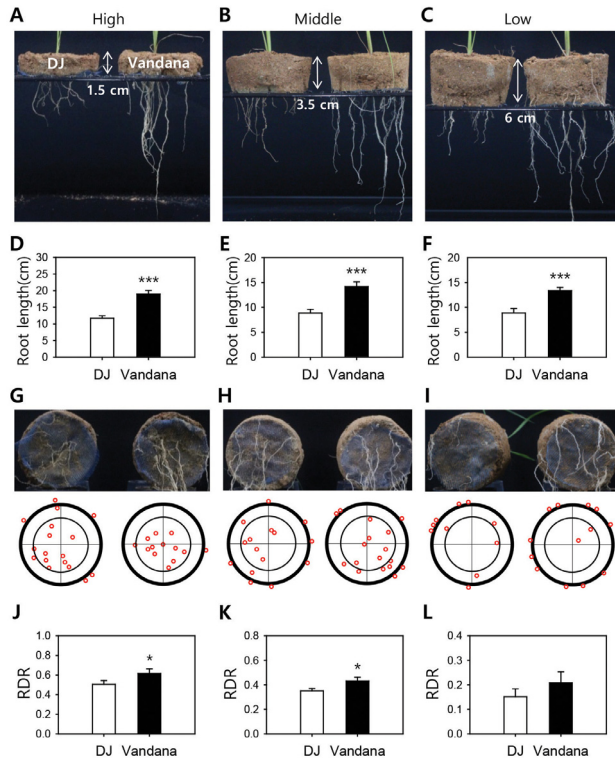 A High B Middle C Low
DJ Vandana
1.5 cm 3.5 cm 6 cm
D E F
Root length(cm) Root length(cm) Root length(cm)
30 20 20
25
20 15 15
15 10 10
10
5 5 5
0 0 0
*** *** ***
DJ Vandana DJ Vandana DJ Vandana
G H I
J K L
RDR RDR RDR
1.0 0.8 0.4
0.8 0.6 0.3
0.6
0.4 0.4 0.2
0.2 0.2 0.1
0.0 0.0 0.0
* *
DJ Vandana DJ Vandana DJ Vandana